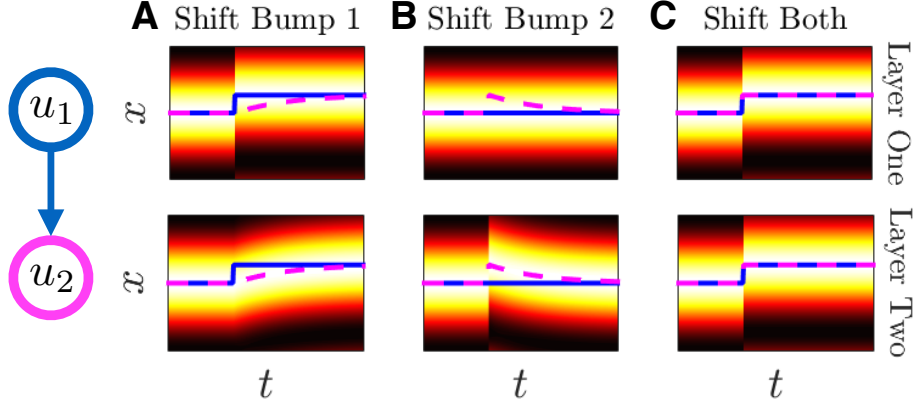 A Shift Bump 1
B Shift Bump 2
C Shift Both
u₁
u₂
x
x
Layer One
Layer Two
t
t
t